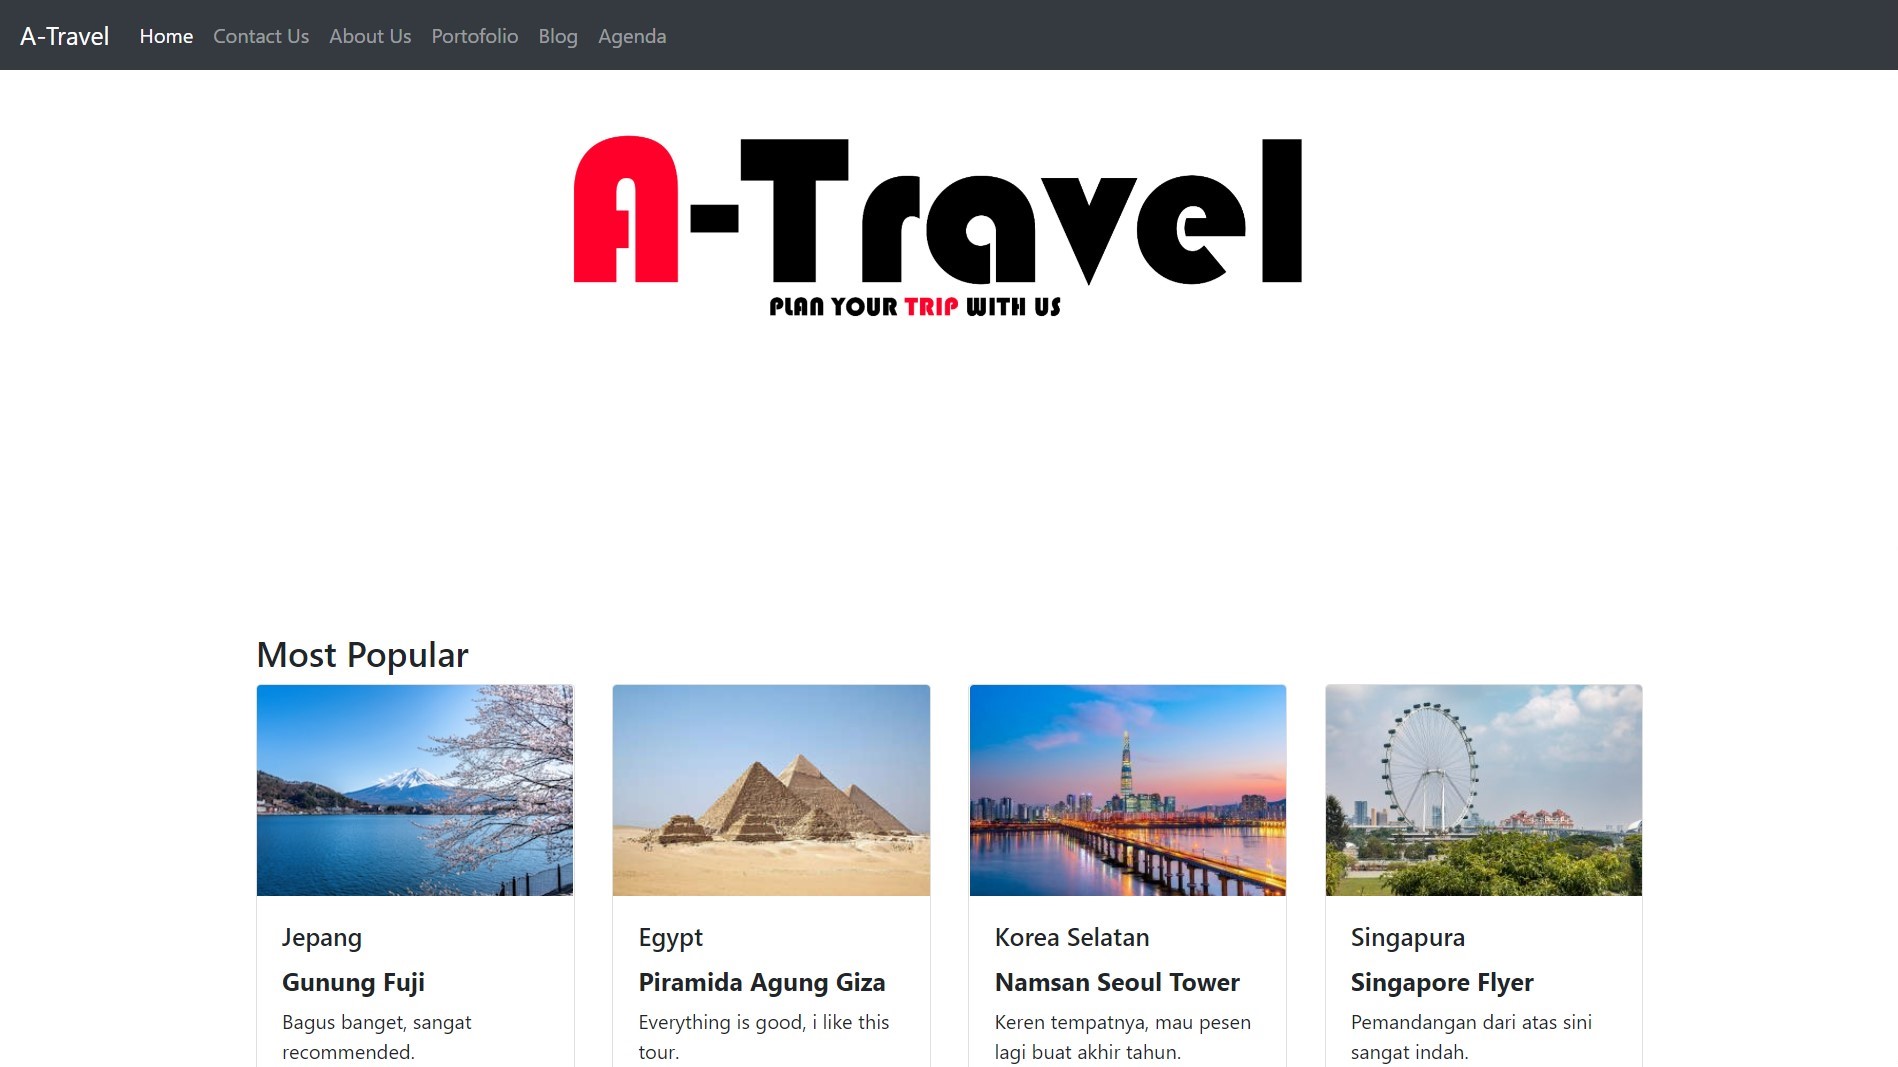 A-Travel Home Contact Us About Us Portofolio Blog Agenda
A-Travel
PLAN YOUR TRIP WITH US
Most Popular
Jepang
Gunung Fuji
Bagus banget, sangat
recommended.
Egypt
Piramida Agung Giza
Everything is good, i like this
tour.
Korea Selatan
Namsan Seoul Tower
Keren tempatnya, mau pesen
lagi buat akhir tahun.
Singapura
Singapore Flyer
Pemandangan dari atas sini
sangat indah.